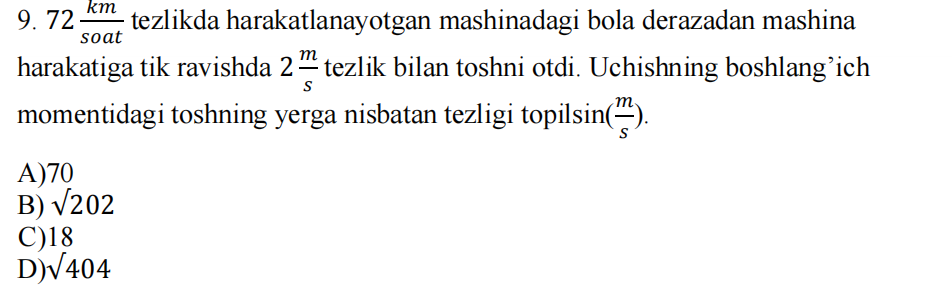 9. 72 km/soat tezlikda harakatlanayotgan mashinadagi bola derazadan mashina
harakatiga tik ravishda 2 m/s tezlik bilan toshni otdi. Uchishning boshlang’ich
momentidagi toshning yerga nisbatan tezligi topilsin(m/s).
A)70
B) √202
C)18
D)√404